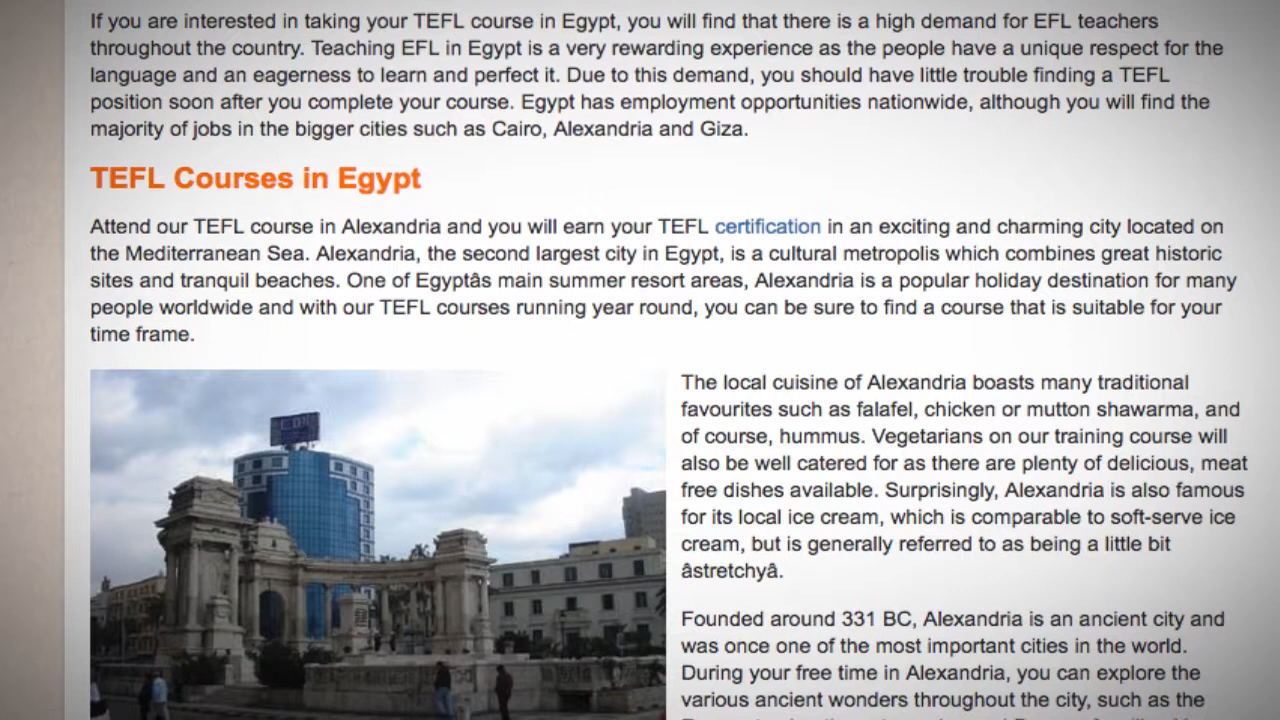 If you are interested in taking your TEFL course in Egypt, you will find that there is a high demand for EFL teachers
throughout the country. Teaching EFL in Egypt is a very rewarding experience as the people have a unique respect for the
language and an eagerness to learn and perfect it. Due to this demand, you should have little trouble finding a TEFL
position soon after you complete your course. Egypt has employment opportunities nationwide, although you will find the
majority of jobs in the bigger cities such as Cairo, Alexandria and Giza.
TEFL Courses in Egypt
Attend our TEFL course in Alexandria and you will earn your TEFL certification in an exciting and charming city located on
the Mediterranean Sea. Alexandria, the second largest city in Egypt, is a cultural metropolis which combines great historic
sites and tranquil beaches. One of Egyptâs main summer resort areas, Alexandria is a popular holiday destination for many
people worldwide and with our TEFL courses running year round, you can be sure to find a course that is suitable for your
time frame.
The local cuisine of Alexandria boasts many traditional
favourites such as falafel, chicken or mutton shawarma, and
of course, hummus. Vegetarians on our training course will
also be well catered for as there are plenty of delicious, meat
free dishes available. Surprisingly, Alexandria is also famous
for its local ice cream, which is comparable to soft-serve ice
cream, but is generally referred to as being a little bit
âstretchyâ.
Founded around 331 BC, Alexandria is an ancient city and
was once one of the most important cities in the world.
During your free time in Alexandria, you can explore the
various ancient wonders throughout the city, such as the